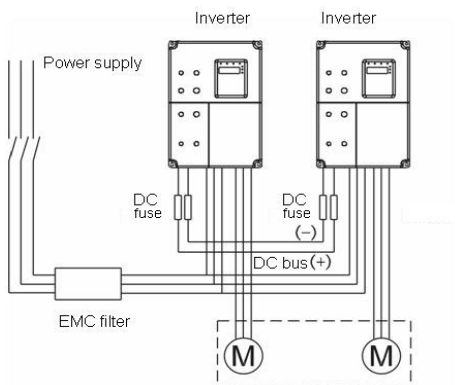 Inverter
Inverter
Power supply
DC
fuse
DC
fuse
(-)
DC bus(+)
EMC filter
M
M